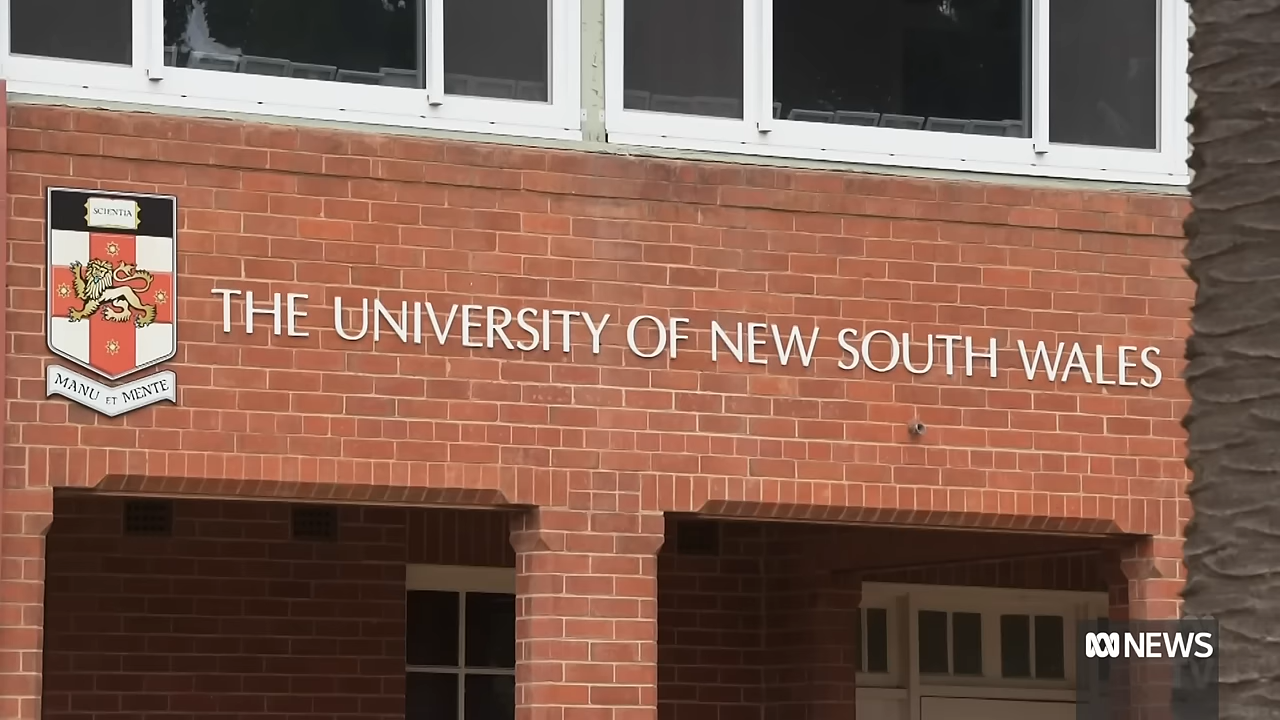 SCIENTIA
THE UNIVERSITY OF NEW SOUTH WALES
MANU ET MENTE
NEWS